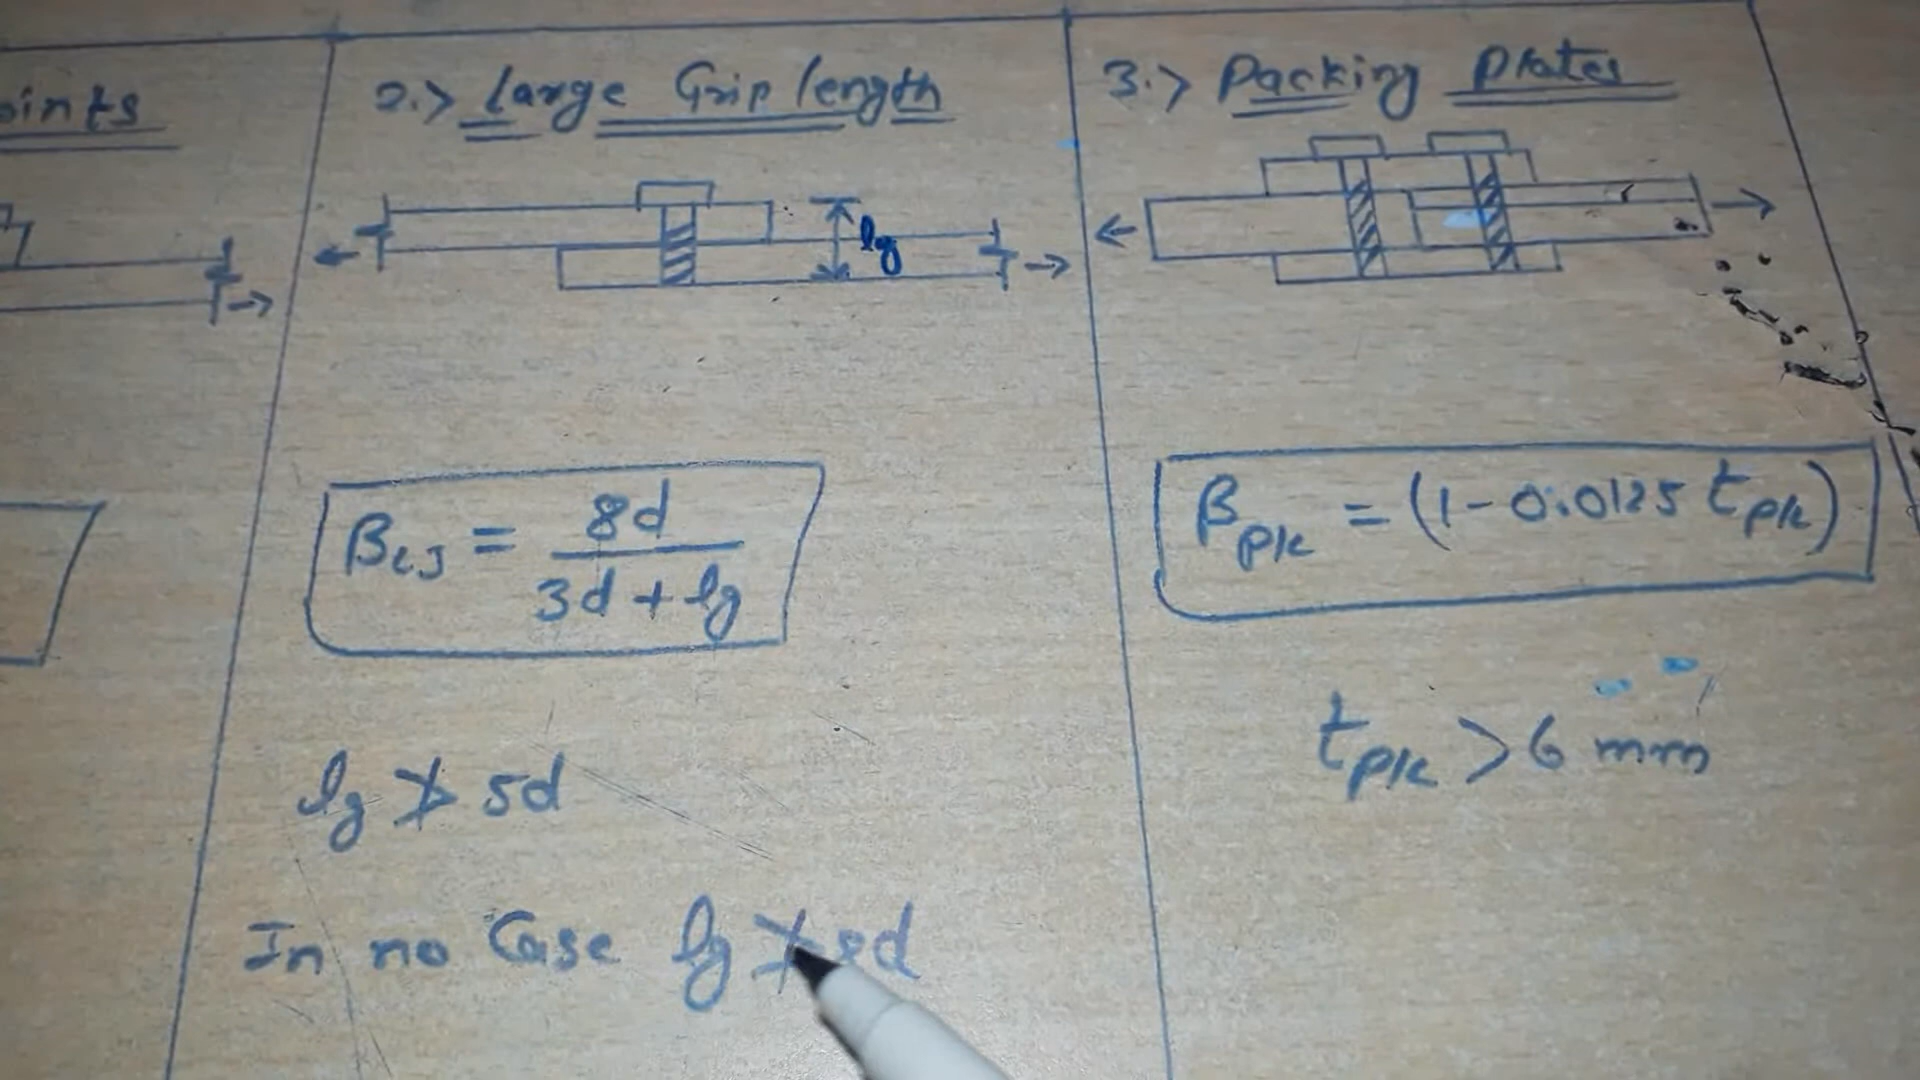 oints
2.> Large Grip length
lg
βLJ = 8d / 3d + lg
lg ≯ 5d
In no Case lg ≯ 8d
3.> Packing Plates
βpk = (1 - 0.0125 tpk)
tpk > 6 mm